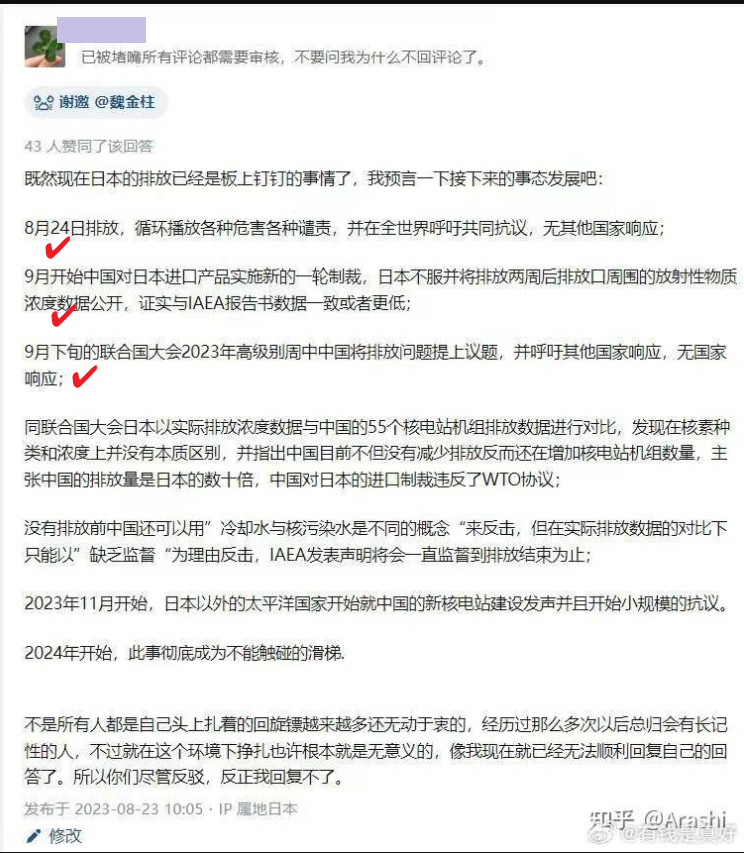 已被堵嘴所有评论都需要审核，不要问我为什么不回评论了。
谢邀 @魏金柱
43 人赞同了该回答
既然现在日本的排放已经是板上钉钉的事情了，我预言一下接下来的事态发展吧：
8月24日排放，循环播放各种危害各种谴责，并在全世界呼吁共同抗议，无其他国家响应；
9月开始中国对日本进口产品实施新的一轮制裁，日本不服并将排放两周后排放口周围的放射性物质
浓度数据公开，证实与IAEA报告书数据一致或者更低；
9月下旬的联合国大会2023年高级别周中中国将排放问题提上议题，并呼吁其他国家响应，无国家
响应；
同联合国大会日本以实际排放浓度数据与中国的55个核电站机组排放数据进行对比，发现在核素种
类和浓度上并没有本质区别，并指出中国目前不但没有减少排放反而还在增加核电站机组数量，主
张中国的排放量是日本的数十倍，中国对日本的进口制裁违反了WTO协议；
没有排放前中国还可以用”冷却水与核污染水是不同的概念“来反击，但在实际排放数据的对比下
只能以”缺乏监督“为理由反击，IAEA发表声明将会一直监督到排放结束为止；
2023年11月开始，日本以外的太平洋国家开始就中国的新核电站建设发声并且开始小规模的抗议。
2024年开始，此事彻底成为不能触碰的滑梯.
不是所有人都是自己头上扎着的回旋镖越来越多还无动于衷的，经历过那么多次以后总归会有长记
性的人，不过就在这个环境下挣扎也许根本就是无意义的，像我现在就已经无法顺利回复自己的回
答了。所以你们尽管反驳，反正我回复不了。
发布于 2023-08-23 10:05 · IP 属地日本
修改
知乎 @Arashi
@有钱是真好